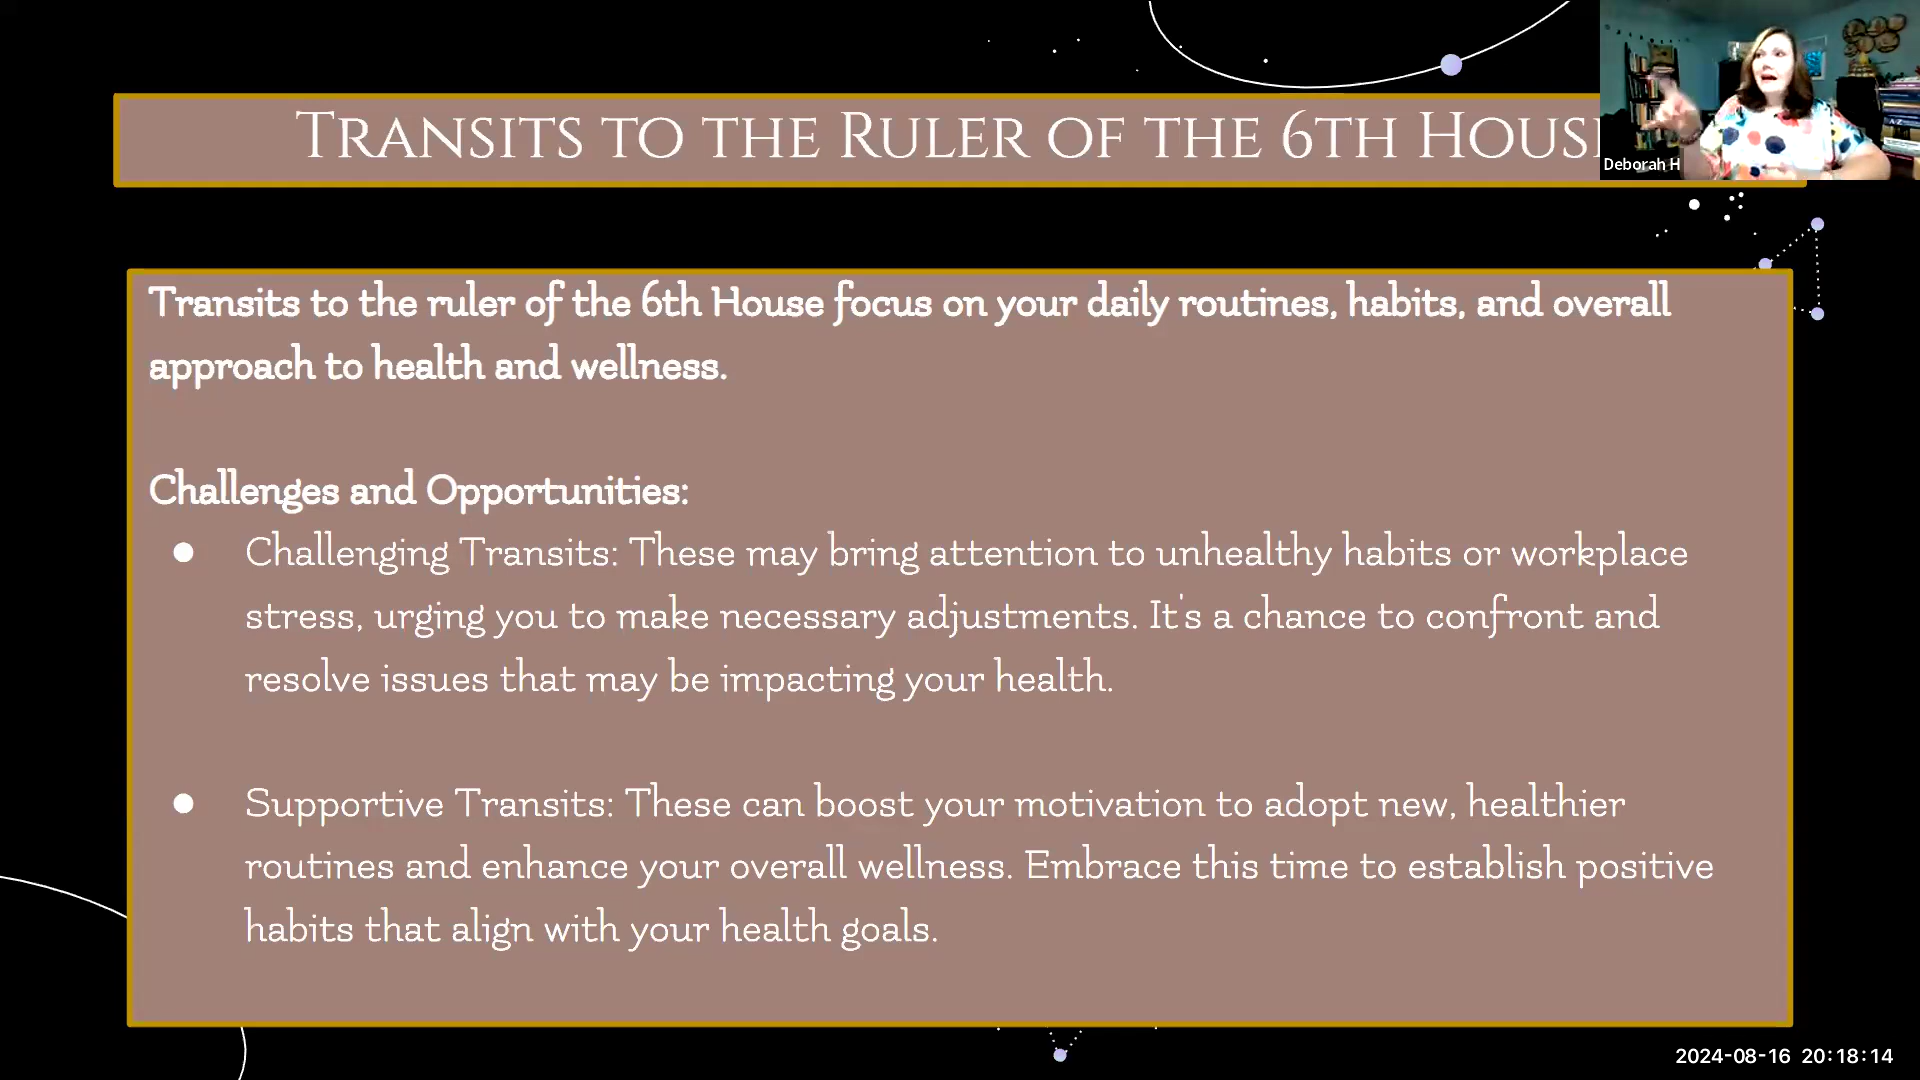 Transits to the Ruler of the 6th House
Deborah H
Transits to the ruler of the 6th House focus on your daily routines, habits, and overall
approach to health and wellness.
Challenges and Opportunities:
● Challenging Transits: These may bring attention to unhealthy habits or workplace
stress, urging you to make necessary adjustments. It's a chance to confront and
resolve issues that may be impacting your health.
● Supportive Transits: These can boost your motivation to adopt new, healthier
routines and enhance your overall wellness. Embrace this time to establish positive
habits that align with your health goals.
2024-08-16 20:18:14